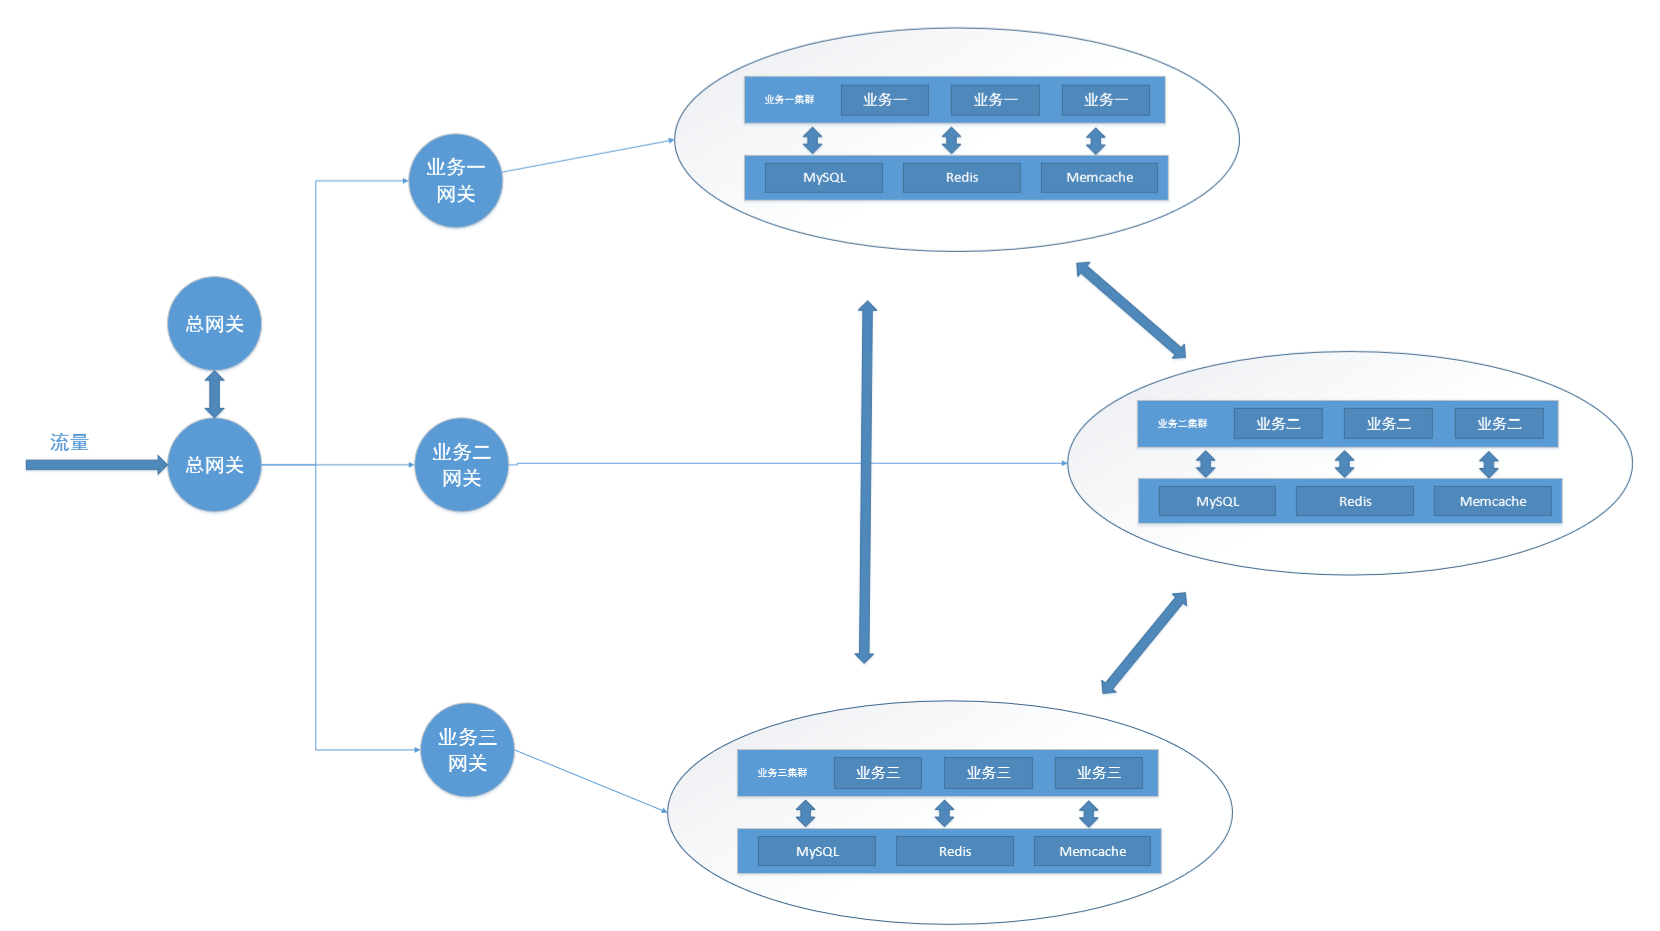 业务一集群 业务一 业务一 业务一
MySQL Redis Memcache
业务一
网关
总网关
流量
总网关
业务二
网关
业务二集群 业务二 业务二 业务二
MySQL Redis Memcache
业务三
网关
业务三集群 业务三 业务三 业务三
MySQL Redis Memcache